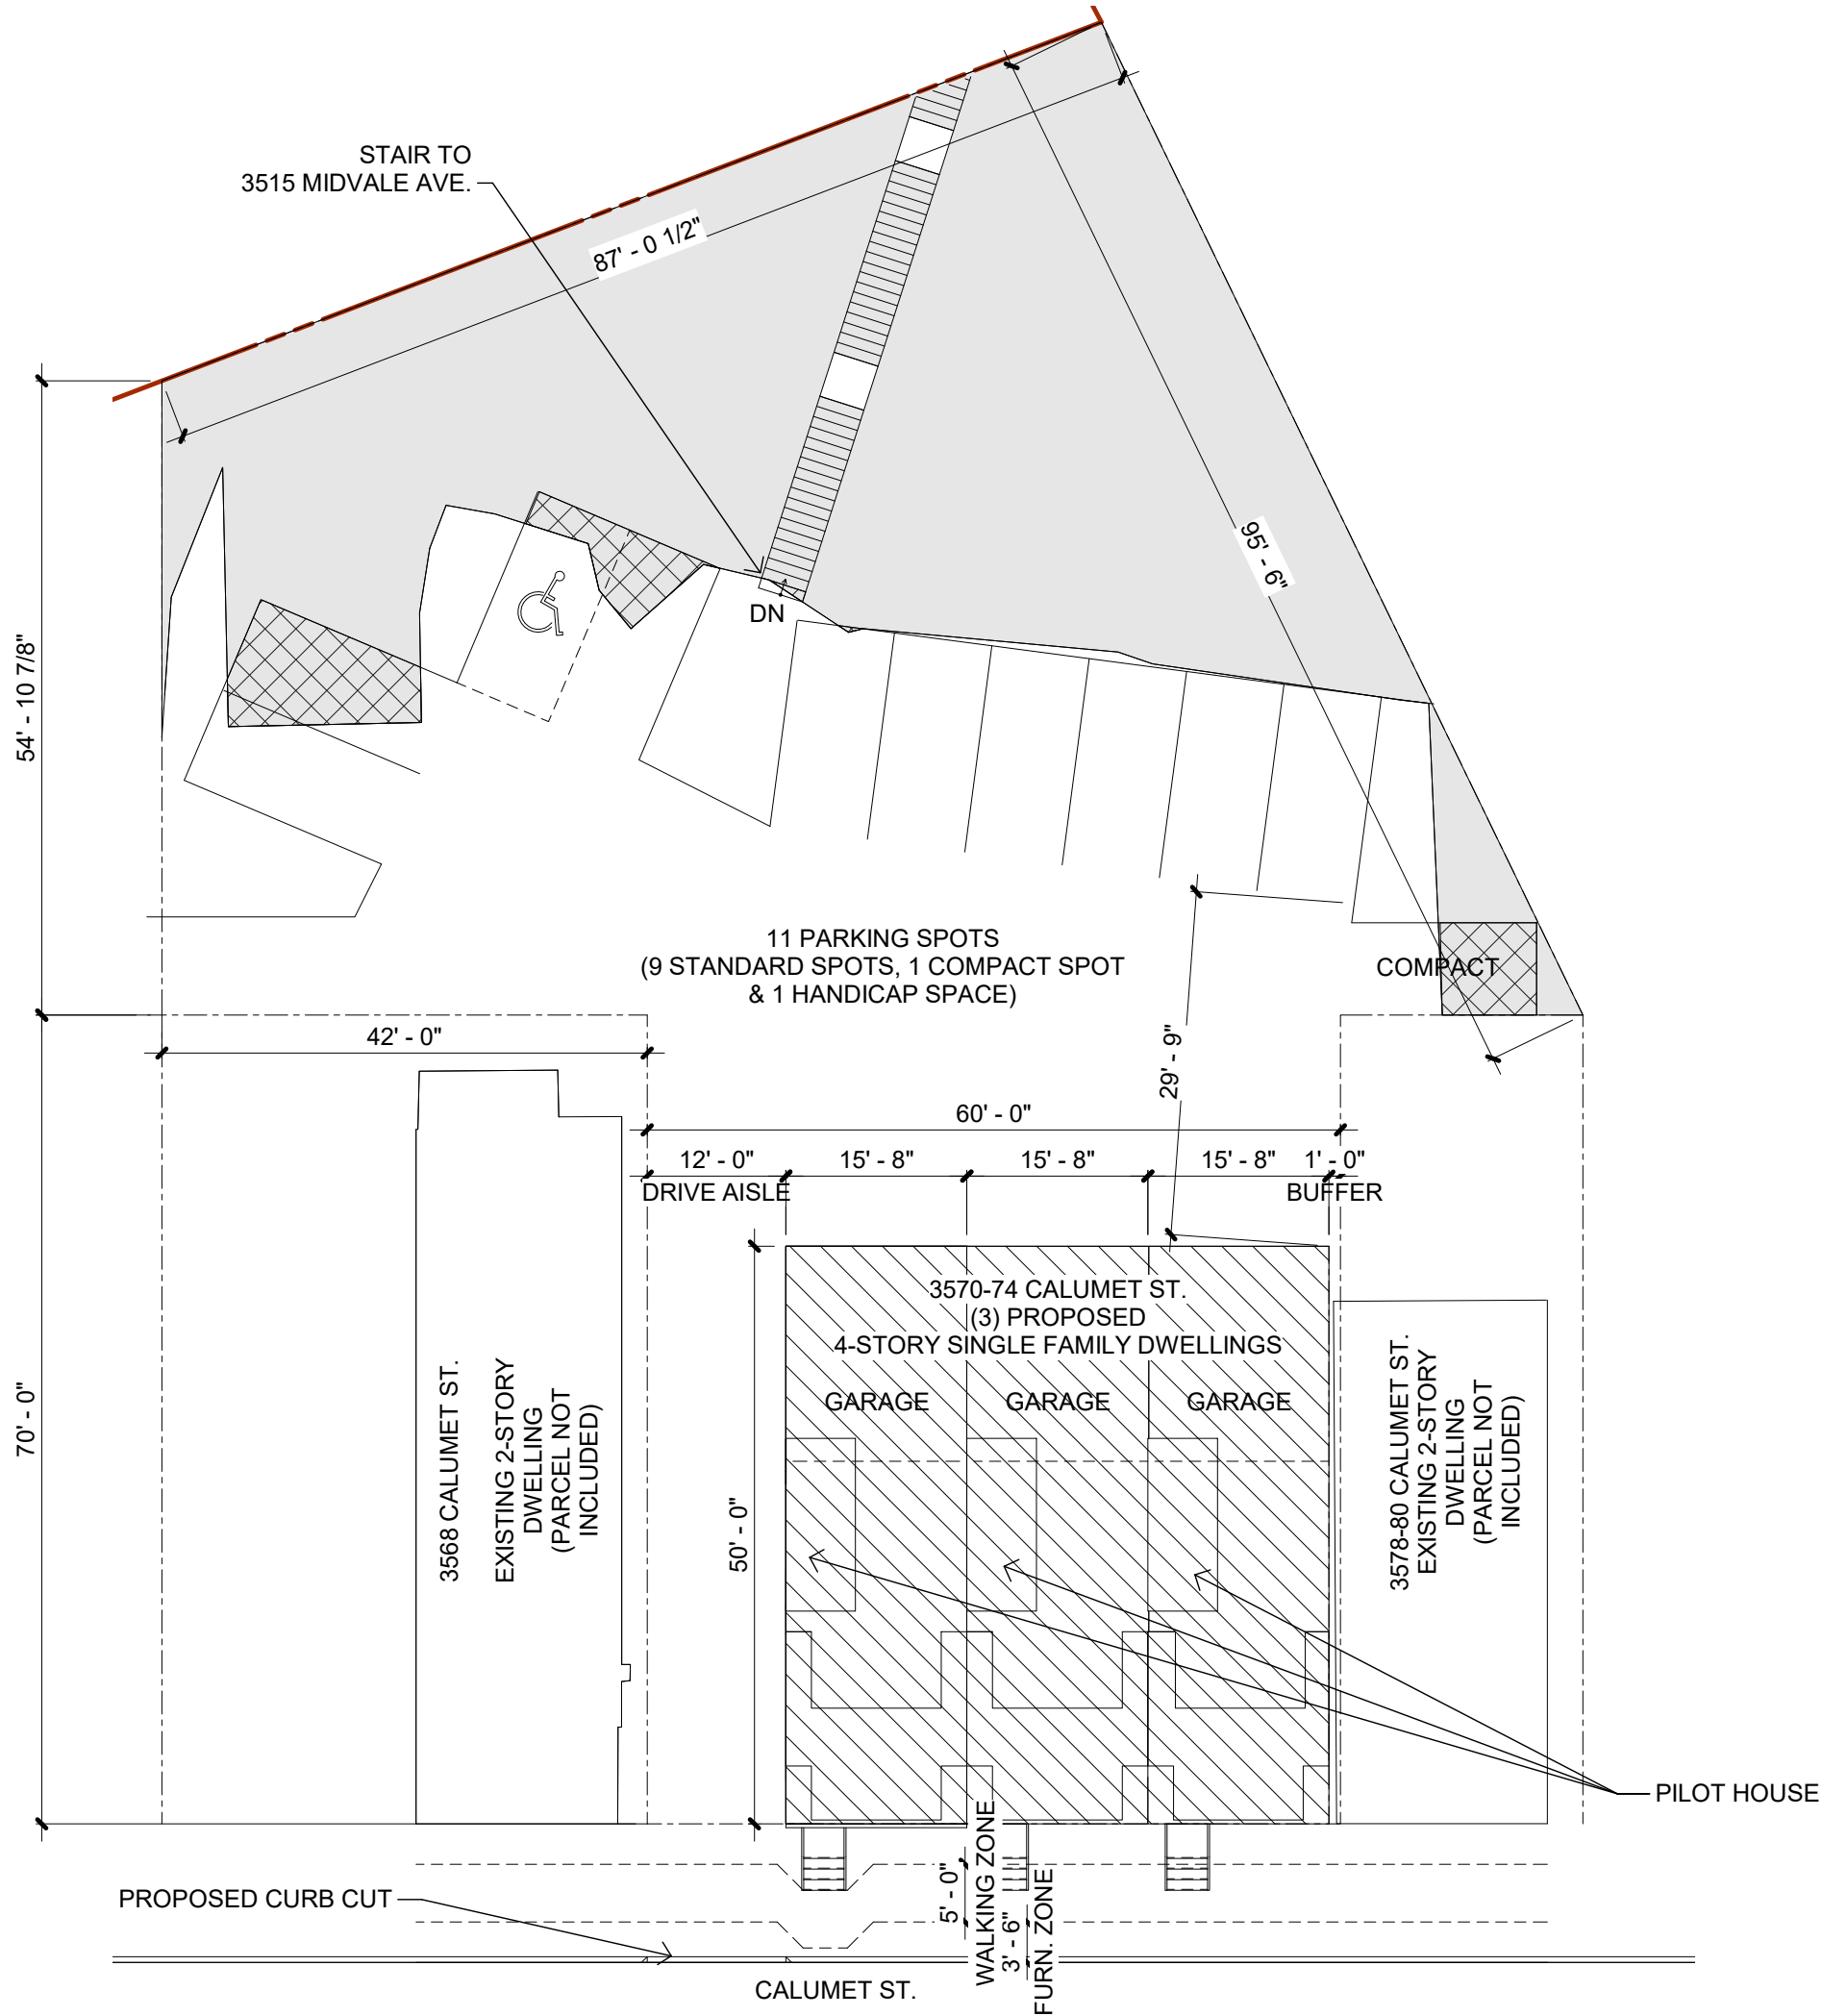 STAIR TO
3515 MIDVALE AVE.
87' - 0 1/2"
95' - 6"
DN
54' - 10 7/8"
11 PARKING SPOTS
(9 STANDARD SPOTS, 1 COMPACT SPOT
& 1 HANDICAP SPACE)
COMPACT
42' - 0"
29' - 9"
60' - 0"
12' - 0"
15' - 8"
15' - 8"
15' - 8"
1' - 0"
DRIVE AISLE
BUFFER
70' - 0"
50' - 0"
3570-74 CALUMET ST.
(3) PROPOSED
4-STORY SINGLE FAMILY DWELLINGS
GARAGE
GARAGE
GARAGE
3568 CALUMET ST.
EXISTING 2-STORY
DWELLING
(PARCEL NOT
INCLUDED)
3578-80 CALUMET ST.
EXISTING 2-STORY
DWELLING
(PARCEL NOT
INCLUDED)
PILOT HOUSE
5' - 0"
WALKING ZONE
3' - 6"
FURN. ZONE
PROPOSED CURB CUT
CALUMET ST.